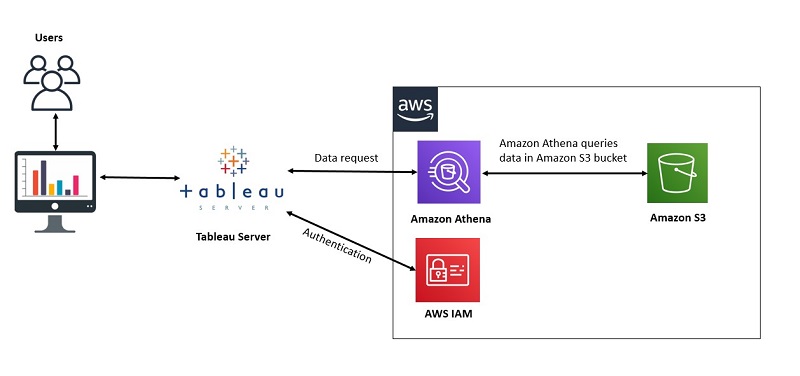 Users
aws
Amazon Athena queries
data in Amazon S3 bucket
Data request
tableau
SERVER
Amazon Athena
Amazon S3
Tableau Server
Authentication
AWS IAM